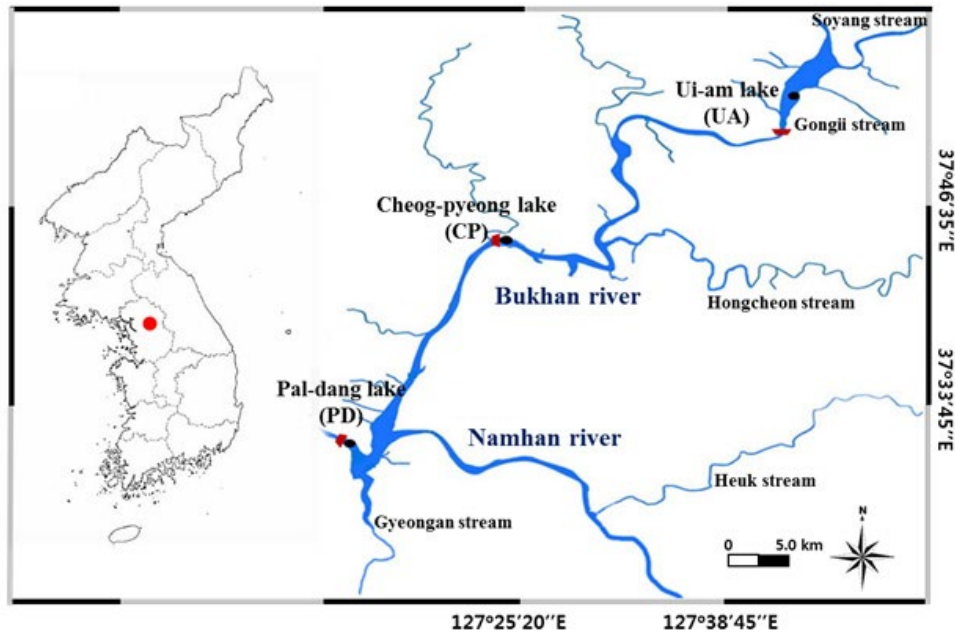 Soyang stream
Ui-am lake
(UA)
Gongii stream
37°46'35''E
Cheog-pyeong lake
(CP)
Bukhan river
Hongcheon stream
Pal-dang lake
(PD)
37°33'45''E
Namhan river
Heuk stream
Gyeongan stream
N
0 5.0 km
127°25'20''E 127°38'45''E